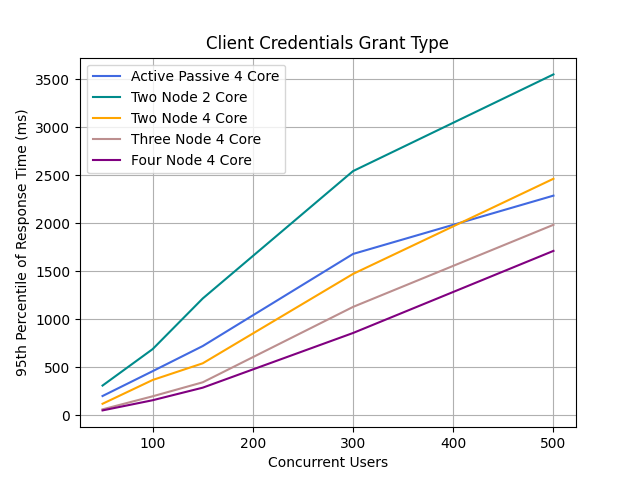 Client Credentials Grant Type
Active Passive 4 Core
Two Node 2 Core
Two Node 4 Core
Three Node 4 Core
Four Node 4 Core
95th Percentile of Response Time (ms)
3500
3000
2500
2000
1500
1000
500
0
100 200 300 400 500
Concurrent Users